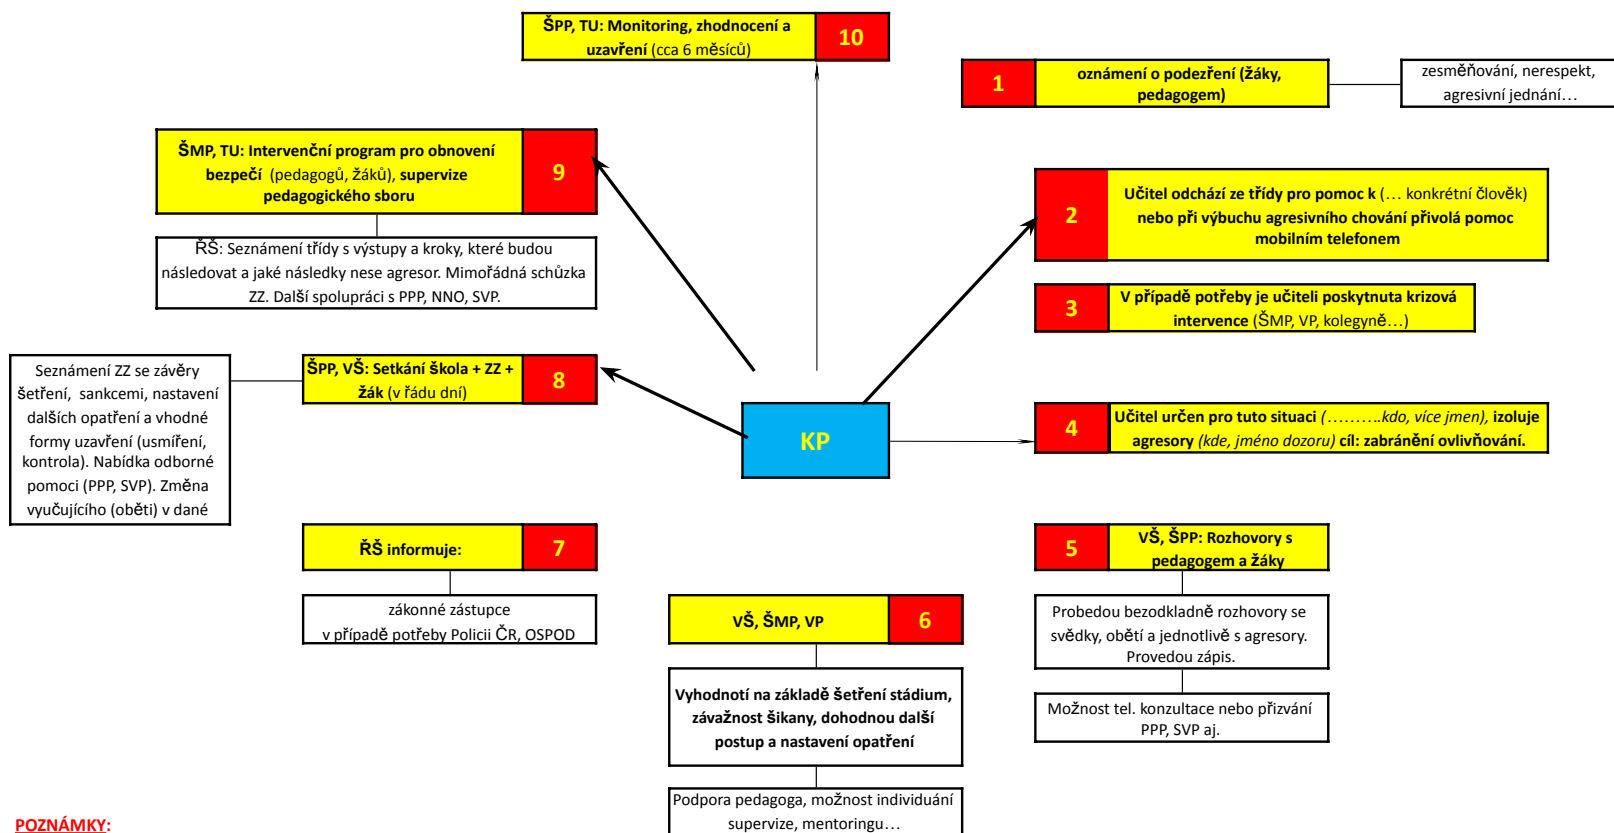 ŠPP, TU: Monitoring, zhodnocení a
uzavření (cca 6 měsíců)
10
1
oznámení o podezření (žáky,
pedagogem)
zesměňování, nerespekt,
agresivní jednání…
ŠMP, TU: Intervenční program pro obnovení
bezpečí (pedagogů, žáků), supervize
pedagogického sboru
9
ŘŠ: Seznámení třídy s výstupy a kroky, které budou
následovat a jaké následky nese agresor. Mimořádná schůzka
ZZ. Další spolupráci s PPP, NNO, SVP.
2
Učitel odchází ze třídy pro pomoc k (… konkrétní člověk)
nebo při výbuchu agresivního chování přivolá pomoc
mobilním telefonem
3
V případě potřeby je učiteli poskytnuta krizová
intervence (ŠMP, VP, kolegyně…)
Seznámení ZZ se závěry
šetření, sankcemi, nastavení
dalších opatření a vhodné
formy uzavření (usmíření,
kontrola). Nabídka odborné
pomoci (PPP, SVP). Změna
vyučujícího (oběti) v dané
ŠPP, VŠ: Setkání škola + ZZ +
žák (v řádu dní)
8
KP
4
Učitel určen pro tuto situaci (……….kdo, více jmen), izoluje
agresory (kde, jméno dozoru) cíl: zabránění ovlivňování.
ŘŠ informuje:
7
zákonné zástupce
v případě potřeby Policii ČR, OSPOD
VŠ, ŠMP, VP
6
Vyhodnotí na základě šetření stádium,
závažnost šikany, dohodnou další
postup a nastavení opatření
Podpora pedagoga, možnost individuání
supervize, mentoringu…
5
VŠ, ŠPP: Rozhovory s
pedagogem a žáky
Probedou bezodkladně rozhovory se
svědky, obětí a jednotlivě s agresory.
Provedou zápis.
Možnost tel. konzultace nebo přizvání
PPP, SVP aj.
POZNÁMKY: